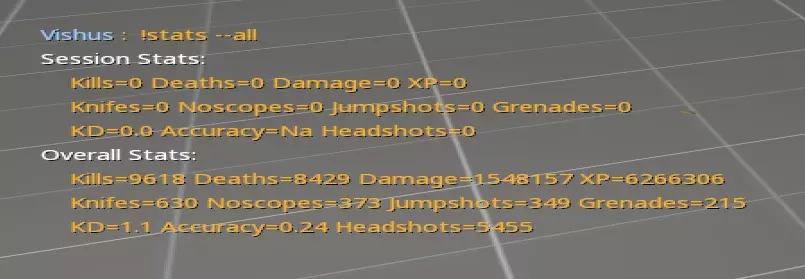 Vishus : !stats --all
Session Stats:
Kills=0 Deaths=0 Damage=0 XP=0
Knifes=0 Noscopes=0 Jumpshots=0 Grenades=0
KD=0.0 Accuracy=Na Headshots=0
Overall Stats:
Kills=9618 Deaths=8429 Damage=1548157 XP=6266306
Knifes=630 Noscopes=373 Jumpshots=349 Grenades=215
KD=1.1 Accuracy=0.24 Headshots=5455